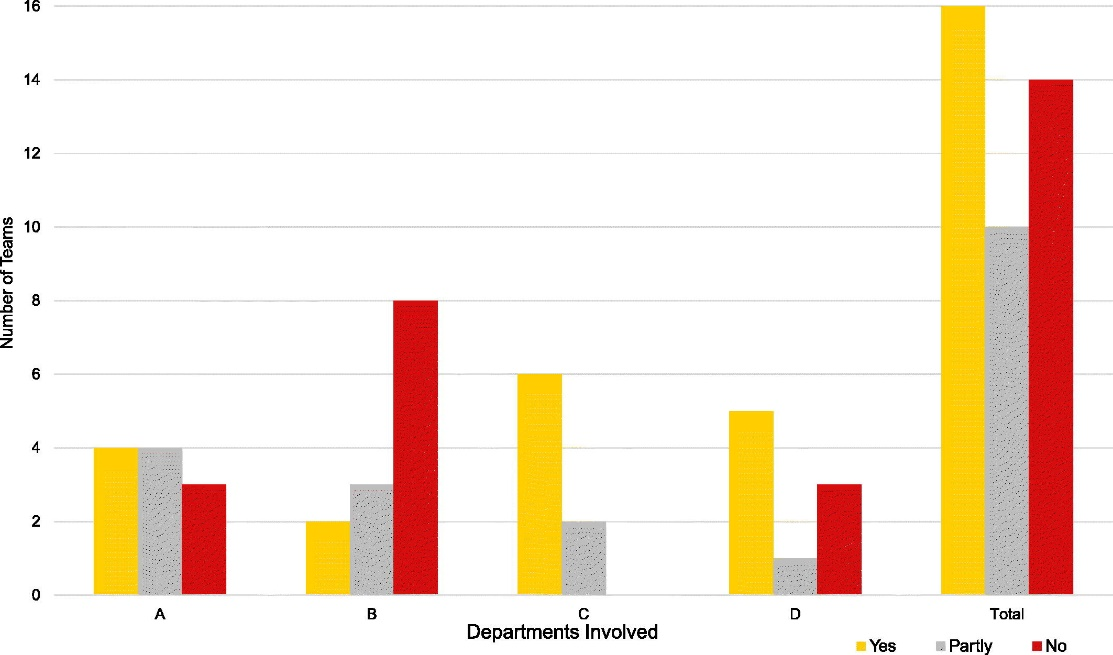 16
14
12
10
8
6
4
2
0
Number of Teams
A B C D Total
Departments Involved
Yes Partly No